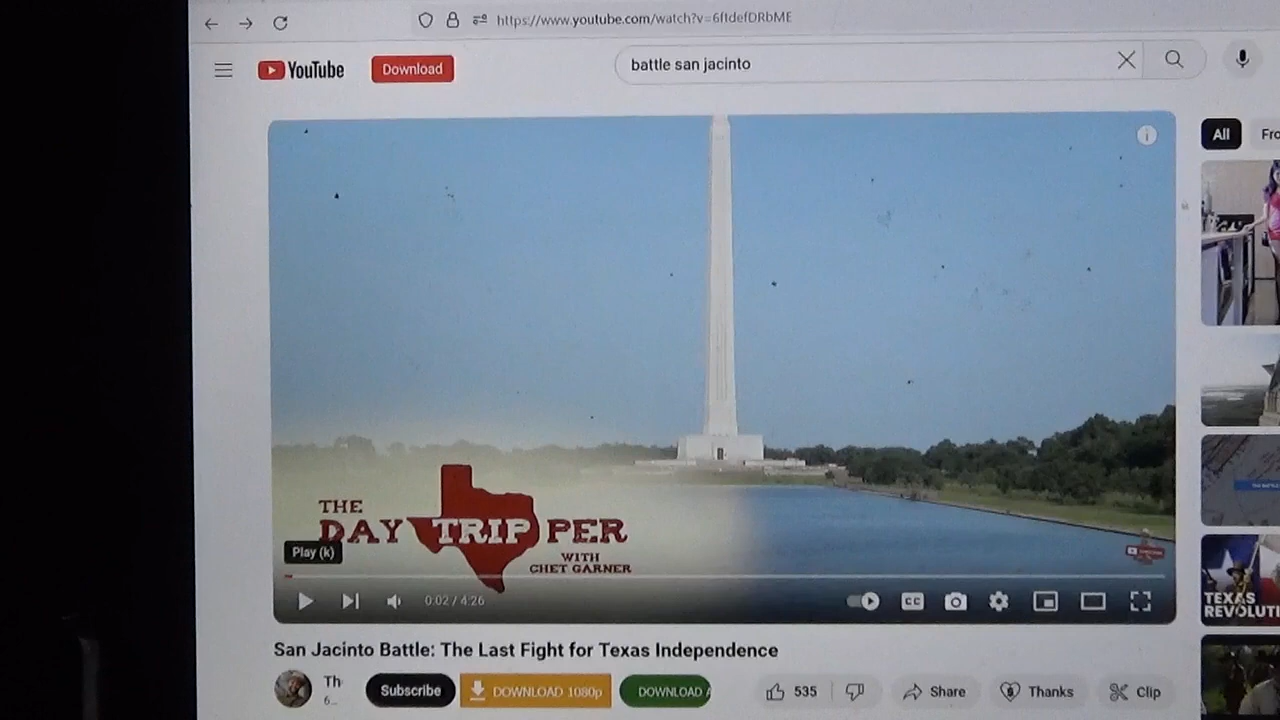 https://www.youtube.com/watch?v=6ftdefDRbME
YouTube
Download
battle san jacinto
All
THE
DAY TRIPPER
WITH
CHET GARNER
Play (k)
0:02 / 4:26
CC
TEXAS
San Jacinto Battle: The Last Fight for Texas Independence
Th
6...
Subscribe
DOWNLOAD 1080p
DOWNLOAD
535
Share
Thanks
Clip